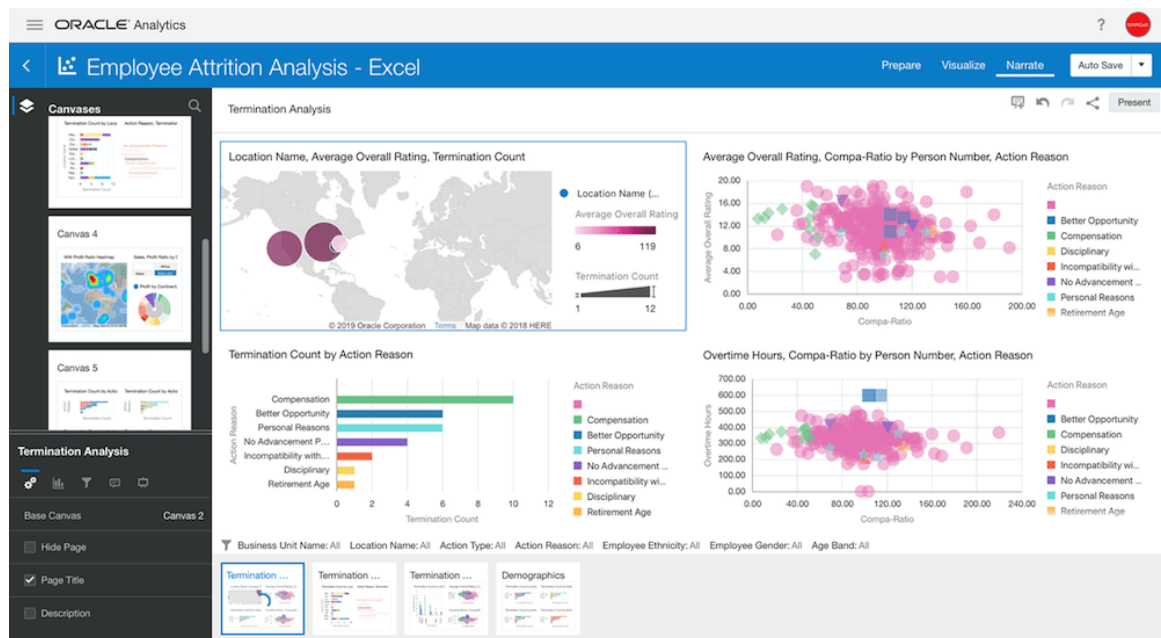 ORACLE Analytics
?
Employee Attrition Analysis - Excel
Prepare Visualize Narrate Auto Save
Canvases
Termination Analysis
Present
Canvas 4
Canvas 5
Termination Analysis
Base Canvas Canvas 2
Hide Page
Page Title
Description
Location Name, Average Overall Rating, Termination Count
Location Name (...
Average Overall Rating
6 119
Termination Count
1 12
© 2019 Oracle Corporation Terms Map data © 2018 HERE
Average Overall Rating, Compa-Ratio by Person Number, Action Reason
Average Overall Rating
20.00
16.00
12.00
8.00
4.00
0.00
0.00 40.00 80.00 120.00 160.00 200.00
Compa-Ratio
Action Reason
Better Opportunity
Compensation
Disciplinary
Incompatibility wi...
No Advancement ...
Personal Reasons
Retirement Age
Termination Count by Action Reason
Action Reason
Compensation
Better Opportunity
Personal Reasons
No Advancement P...
Incompatibility with...
Disciplinary
Retirement Age
0 2 4 6 8 10 12
Termination Count
Action Reason
Compensation
Better Opportunity
Personal Reasons
No Advancement ...
Incompatibility wi...
Disciplinary
Retirement Age
Overtime Hours, Compa-Ratio by Person Number, Action Reason
Overtime Hours
700.00
600.00
500.00
400.00
300.00
200.00
100.00
0.00
0.00 40.00 80.00 120.00 160.00 200.00 240.00
Compa-Ratio
Action Reason
Better Opportunity
Compensation
Disciplinary
Incompatibility wi...
No Advancement ...
Personal Reasons
Retirement Age
Business Unit Name: All Location Name: All Action Type: All Action Reason: All Employee Ethnicity: All Employee Gender: All Age Band: All
Termination ... Termination ... Termination ... Demographics